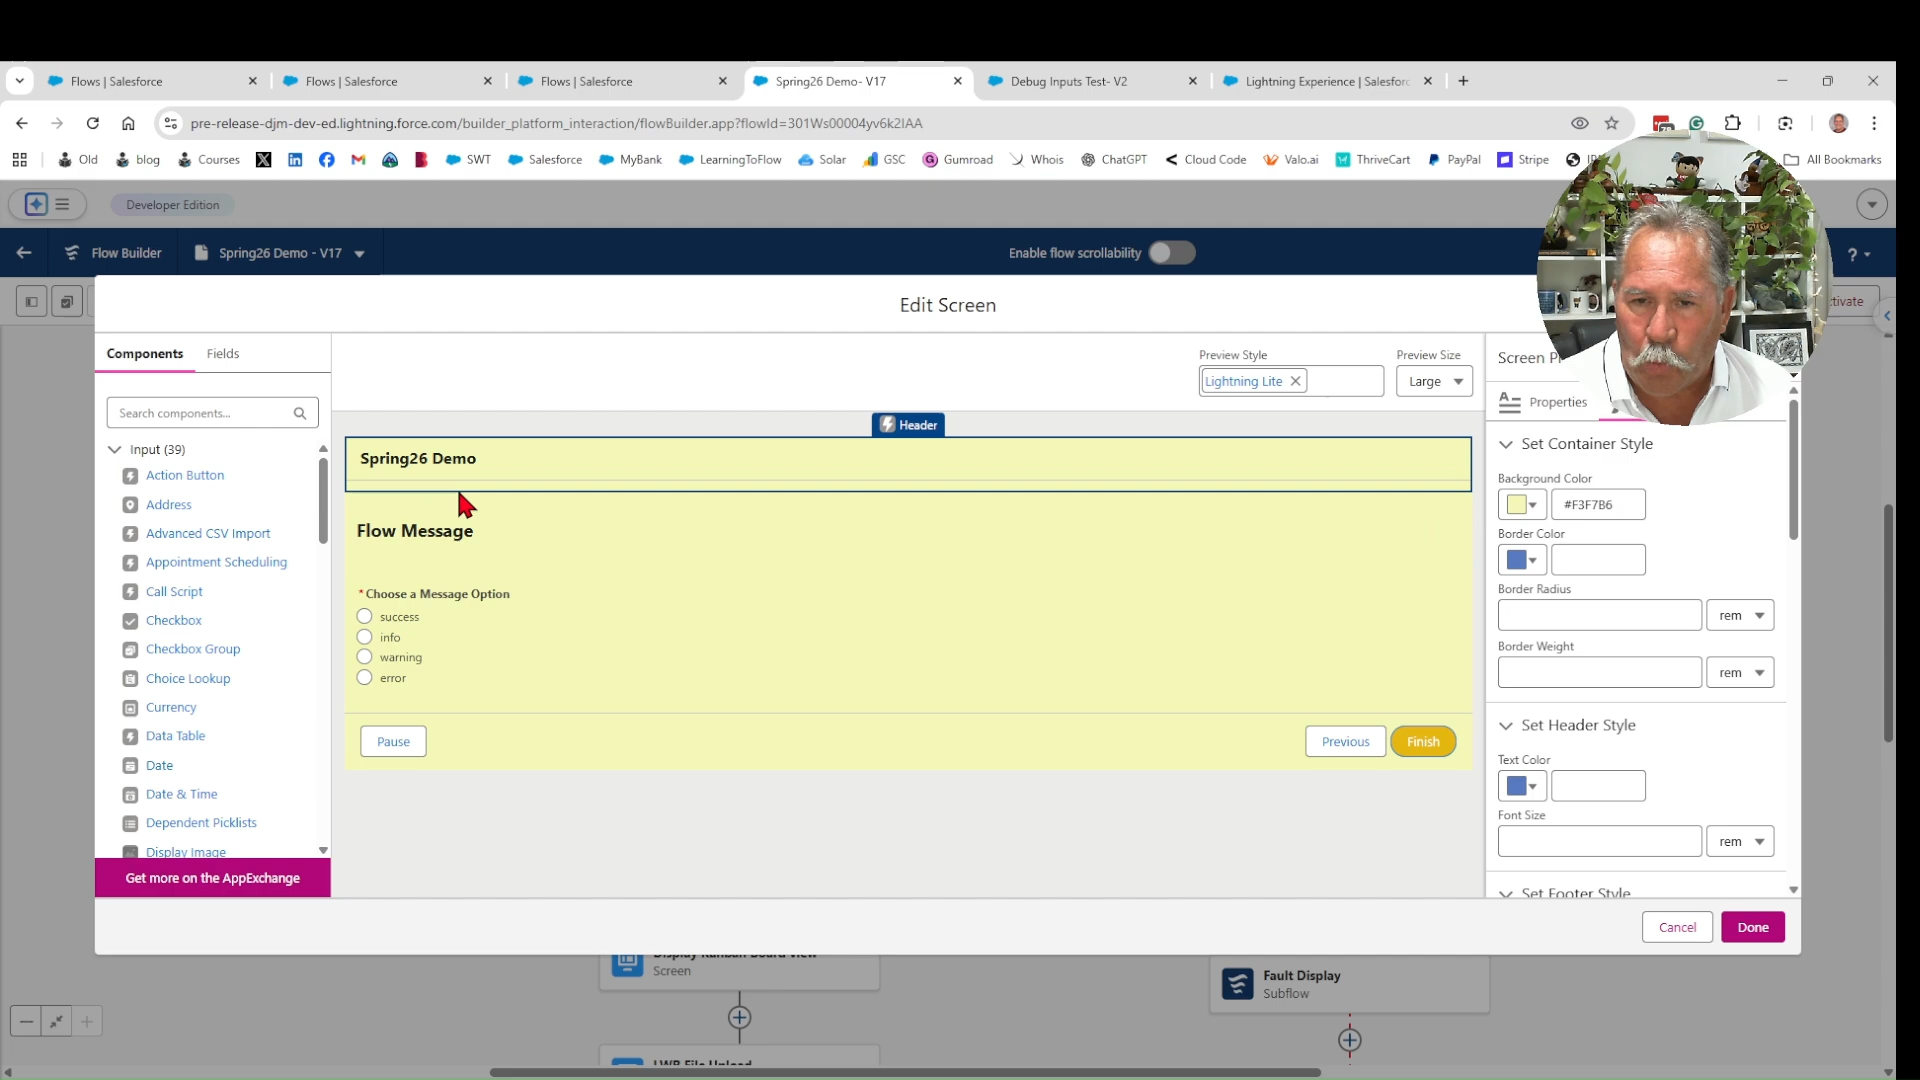 Flows | Salesforce
Flows | Salesforce
Flows | Salesforce
Spring26 Demo- V17
Debug Inputs Test- V2
Lightning Experience | Salesforc
pre-release-djm-dev-ed.lightning.force.com/builder_platform_interaction/flowBuilder.app?flowId=301Ws00004yv6k2IAA
Old
blog
Courses
SWT
Salesforce
MyBank
LearningToFlow
Solar
GSC
Gumroad
Whois
ChatGPT
Cloud Code
Valo.ai
ThriveCart
PayPal
Stripe
All Bookmarks
Developer Edition
Flow Builder
Spring26 Demo - V17
Enable flow scrollability
?
Edit Screen
Components
Fields
Preview Style
Preview Size
Lightning Lite
Large
Search components...
Input (39)
Action Button
Address
Advanced CSV Import
Appointment Scheduling
Call Script
Checkbox
Checkbox Group
Choice Lookup
Currency
Data Table
Date
Date & Time
Dependent Picklists
Display Image
Get more on the AppExchange
Header
Spring26 Demo
Flow Message
*Choose a Message Option
success
info
warning
error
Pause
Previous
Finish
Properties
Set Container Style
Background Color
#F3F7B6
Border Color
Border Radius
rem
Border Weight
rem
Set Header Style
Text Color
Font Size
rem
Set Footer Style
Cancel
Done
Display Kanban Board View
Screen
Fault Display
Subflow